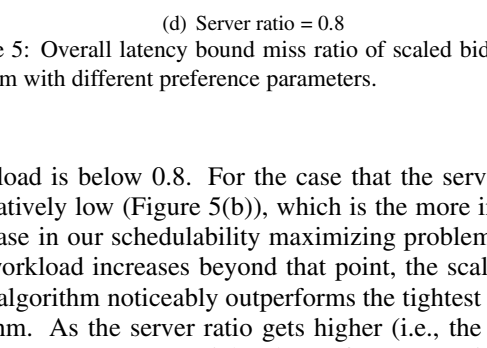 (d) Server ratio = 0.8
e 5: Overall latency bound miss ratio of scaled bid
m with different preference parameters.
load is below 0.8. For the case that the serv
atively low (Figure 5(b)), which is the more i
ase in our schedulability maximizing problem
workload increases beyond that point, the scal
algorithm noticeably outperforms the tightest
hm. As the server ratio gets higher (i.e., the